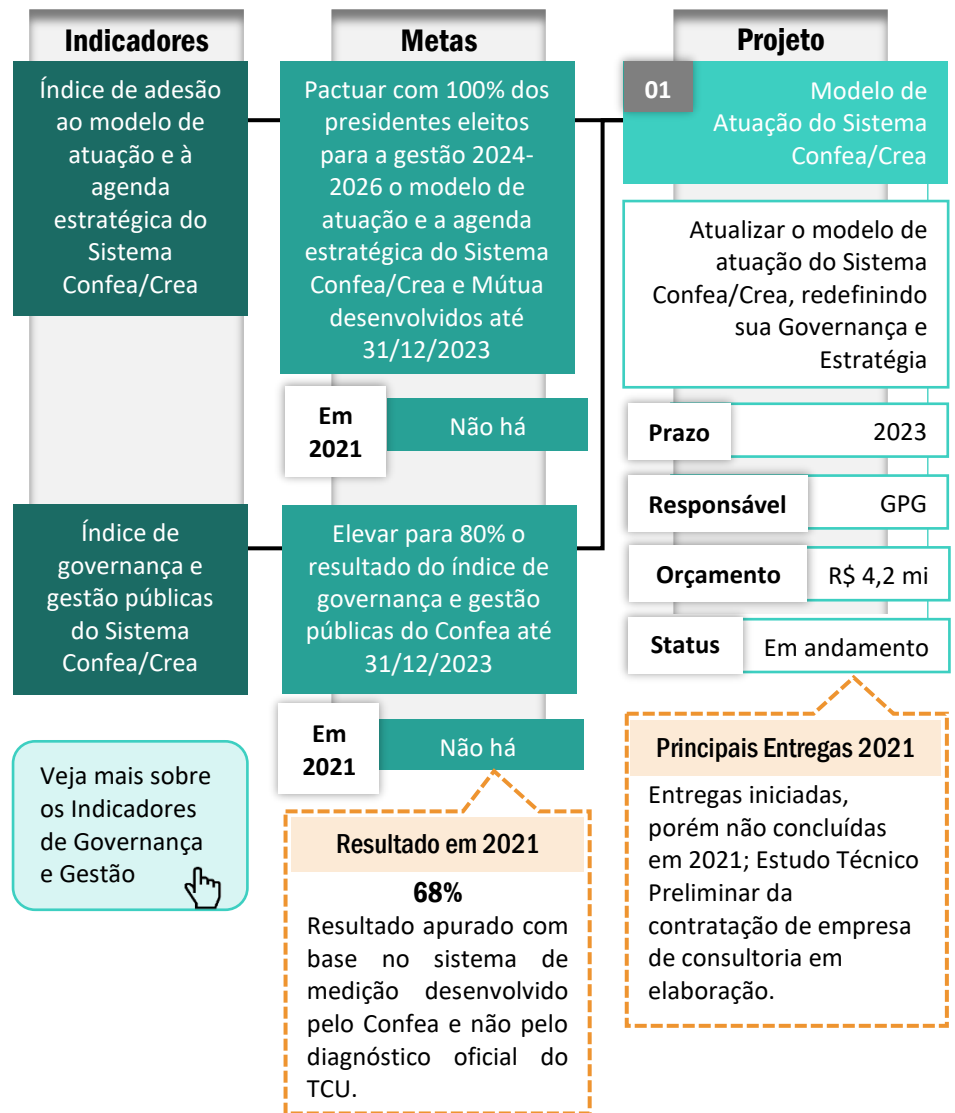 Indicadores
Índice de adesão
ao modelo de
atuação e à
agenda
estratégica do
Sistema
Confea/Crea
Índice de
governança e
gestão públicas
do Sistema
Confea/Crea
Veja mais sobre
os Indicadores
de Governança
e Gestão
Metas
Pactuar com 100% dos
presidentes eleitos
para a gestão 2024-
2026 o modelo de
atuação e a agenda
estratégica do Sistema
Confea/Crea e Mútua
desenvolvidos até
31/12/2023
Em
2021
Não há
Elevar para 80% o
resultado do índice de
governança e gestão
públicas do Confea até
31/12/2023
Em
2021
Não há
Resultado em 2021
68%
Resultado apurado com
base no sistema de
medição desenvolvido
pelo Confea e não pelo
diagnóstico oficial do
TCU.
Projeto
01
Modelo de
Atuação do Sistema
Confea/Crea
Atualizar o modelo de
atuação do Sistema
Confea/Crea, redefinindo
sua Governança e
Estratégia
Prazo 2023
Responsável GPG
Orçamento R$ 4,2 mi
Status Em andamento
Principais Entregas 2021
Entregas iniciadas,
porém não concluídas
em 2021; Estudo Técnico
Preliminar da
contratação de empresa
de consultoria em
elaboração.